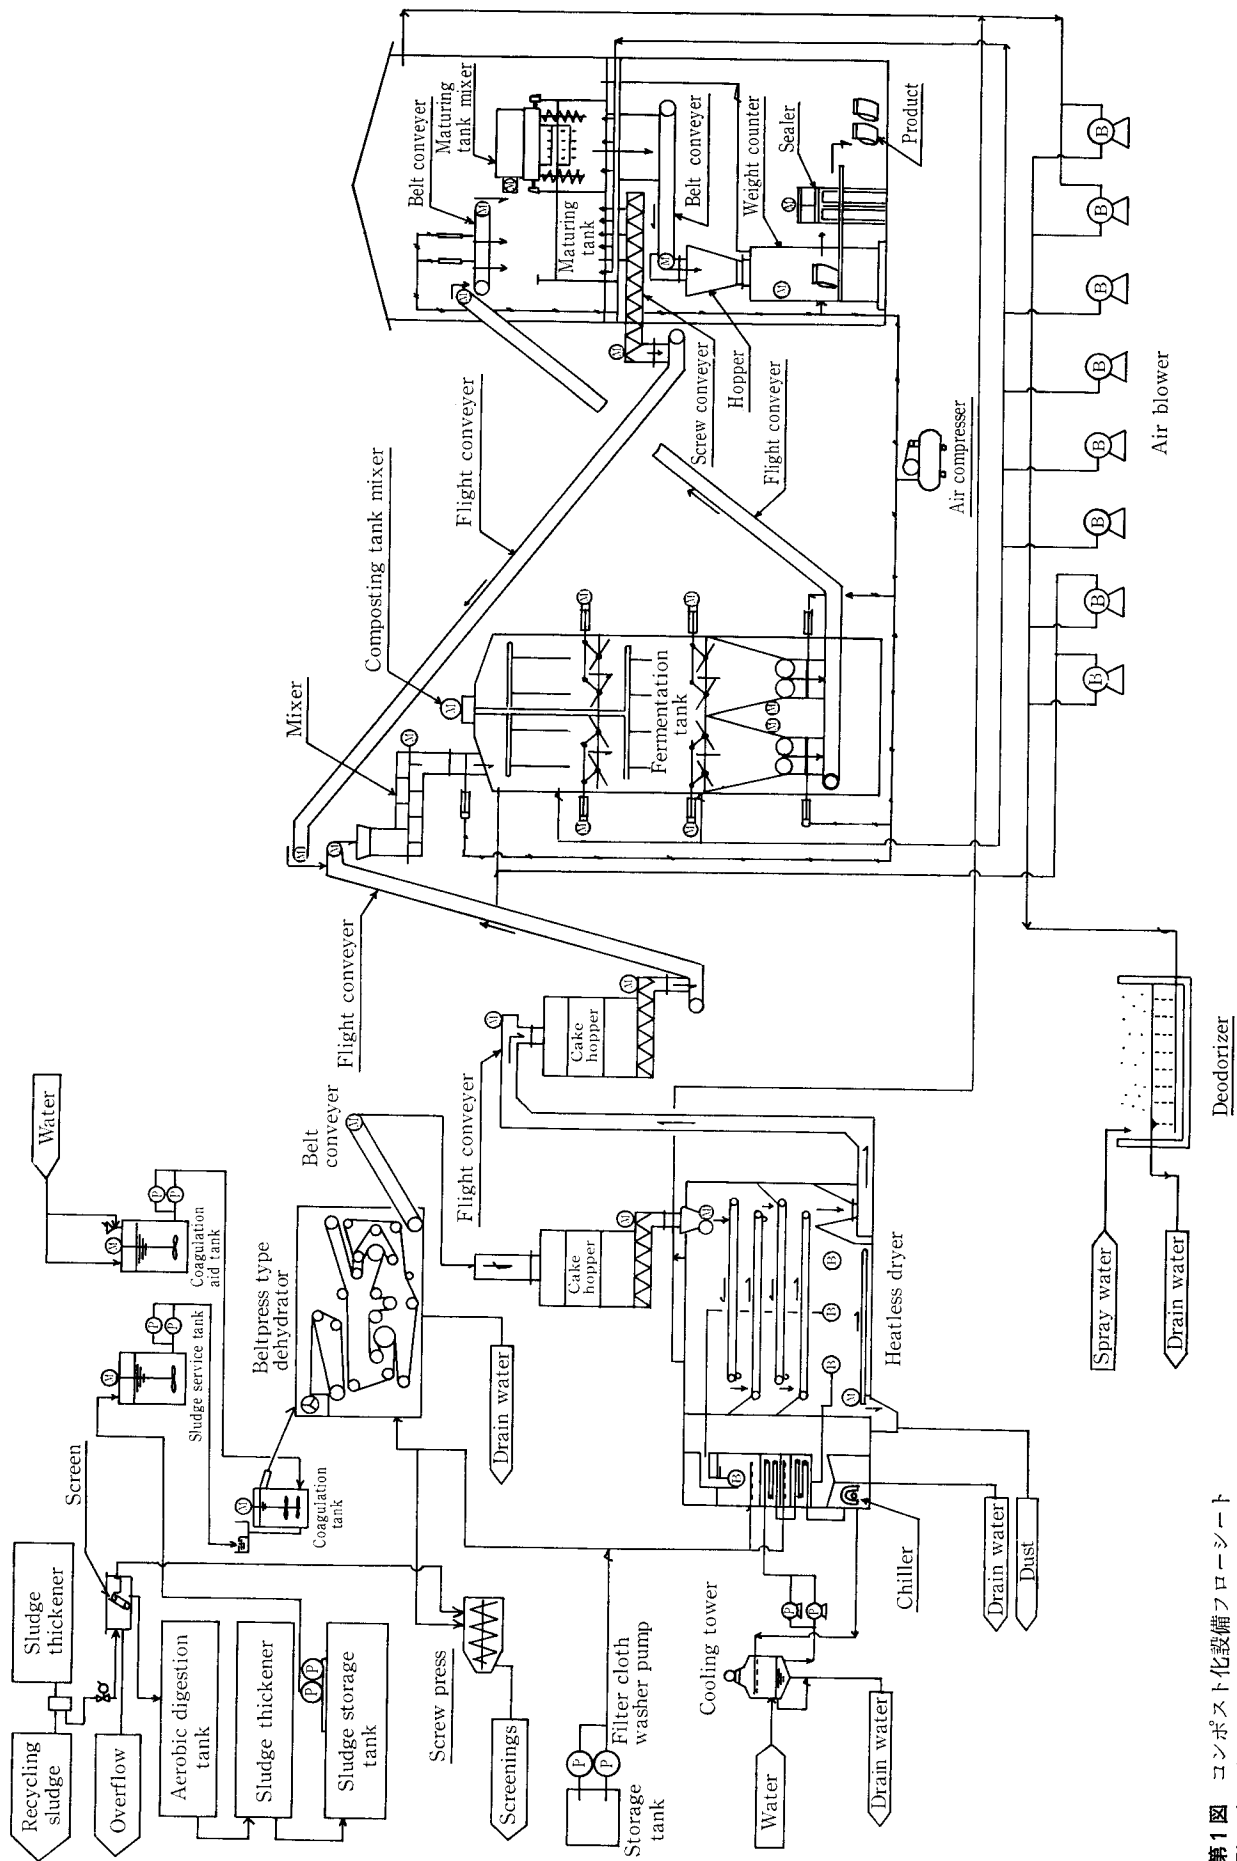 Recycling
sludge
Sludge
thickener
Overflow
Screen
Aerobic digestion
tank
Sludge thickener
Sludge storage
tank
P
P
Screw press
Screenings
Water
M
P
P
Coagulation
aid tank
M
P
P
Sludge service tank
M
Coagulation
tank
Beltpress type
dehydrator
Drain water
Belt
conveyer
M
Storage
tank
P
P
Filter cloth
washer pump
Cooling tower
Water
Drain water
P
P
Chiller
Drain water
Dust
Heatless dryer
B
B
B
B
M
M
M
Cake
hopper
Flight conveyer
M
Cake
hopper
M
Flight conveyer
M
M
Mixer
M
Composting tank mixer
M
Fermentation
tank
M
M
M
M
M
M
Flight conveyer
Flight conveyer
Screw conveyer
M
Hopper
Belt conveyer
M
Maturing
tank mixer
M
Belt conveyer
M
M
Maturing
tank
Weight counter
M
Sealer
M
Product
Air compresser
Air blower
B
B
B
B
B
B
B
B
Deodorizer
Spray water
Drain water
第1図 コンポスト化設備フローシート